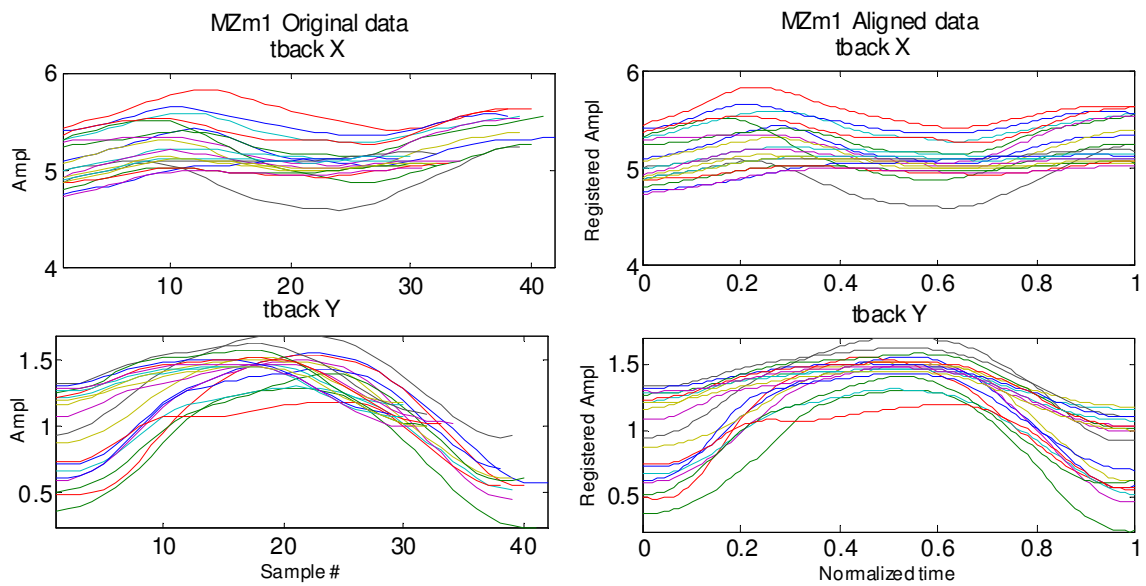 MZm1 Original data
tback X
Ampl
6
5
4
10 20 30 40
tback Y
Ampl
1.5
1
0.5
10 20 30 40
Sample #
MZm1 Aligned data
tback X
Registered Ampl
6
5
4
0 0.2 0.4 0.6 0.8 1
tback Y
Registered Ampl
1.5
1
0.5
0 0.2 0.4 0.6 0.8 1
Normalized time